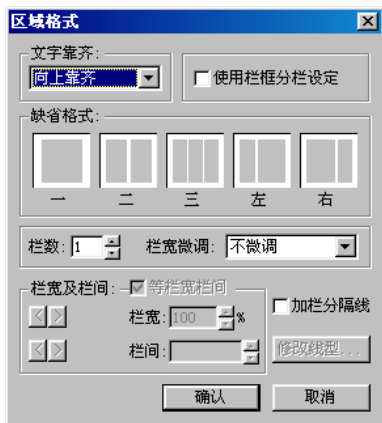 区域格式
文字靠齐:
向上靠齐
使用栏框分栏设定
缺省格式:
一 二 三 左 右
栏数: 1 栏宽微调: 不微调
栏宽及栏间: 等栏宽栏间
加栏分隔线
栏宽: 100 %
栏间:
修改线型...
确认 取消